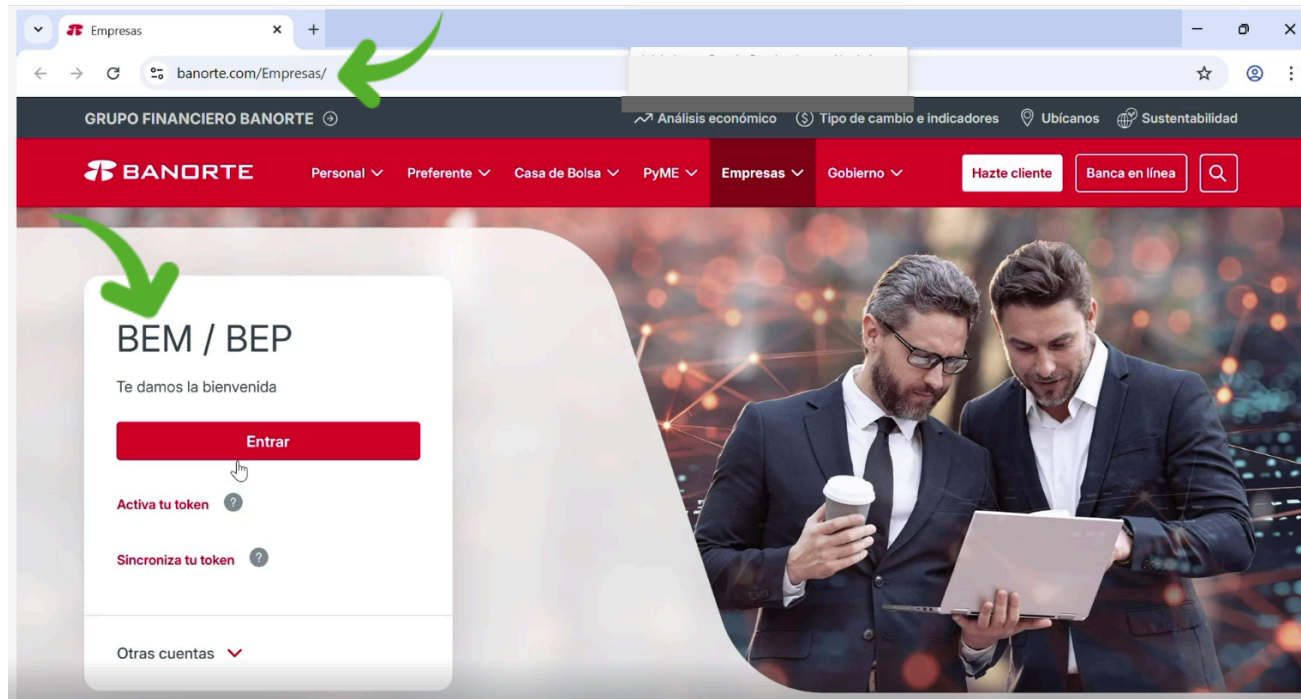 Empresas
banorte.com/Empresas/
GRUPO FINANCIERO BANORTE
Análisis económico
Tipo de cambio e indicadores
Ubícanos
Sustentabilidad
BANORTE
Personal
Preferente
Casa de Bolsa
PyME
Empresas
Gobierno
Hazte cliente
Banca en línea
BEM / BEP
Te damos la bienvenida
Entrar
Activa tu token ?
Sincroniza tu token ?
Otras cuentas